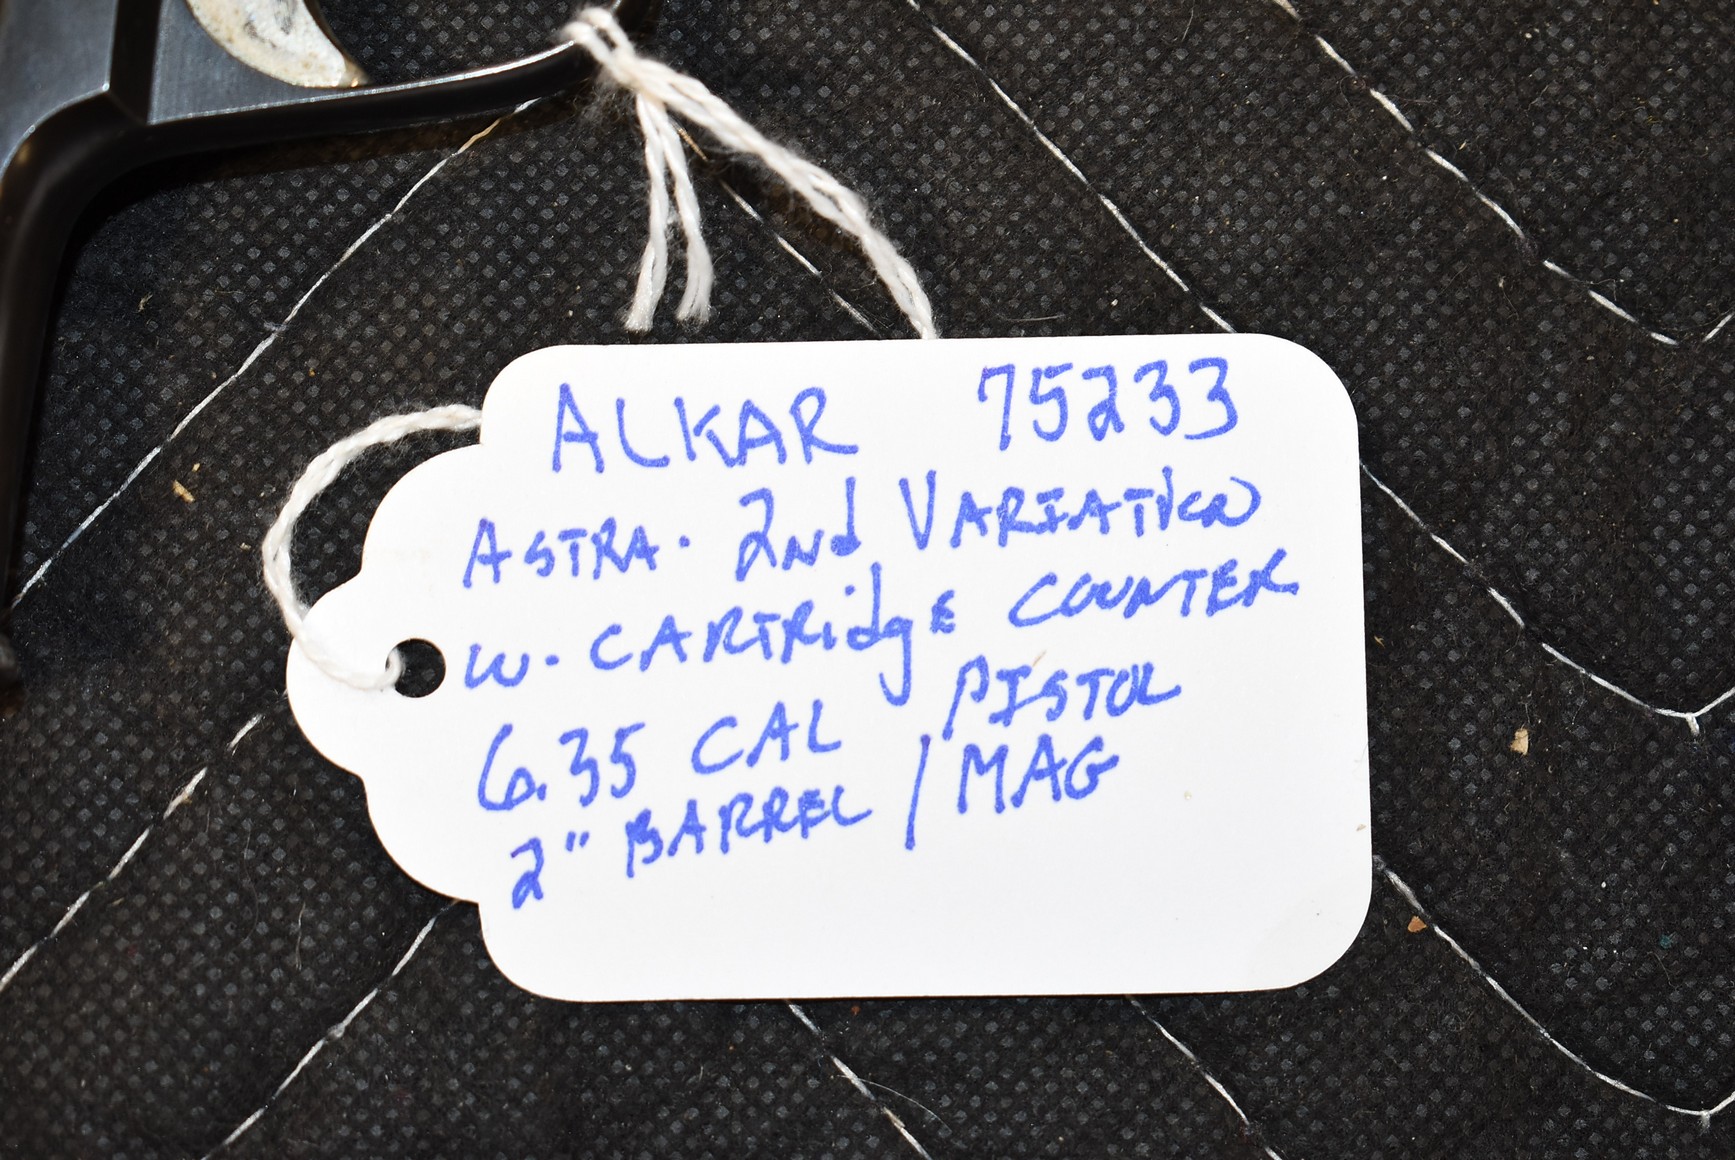 ALKAR 75233
ASTRA. 2nd VARIATION
W. CARTRidgE COUNTER
6.35 CAL PISTOL
2" BARREL / MAG